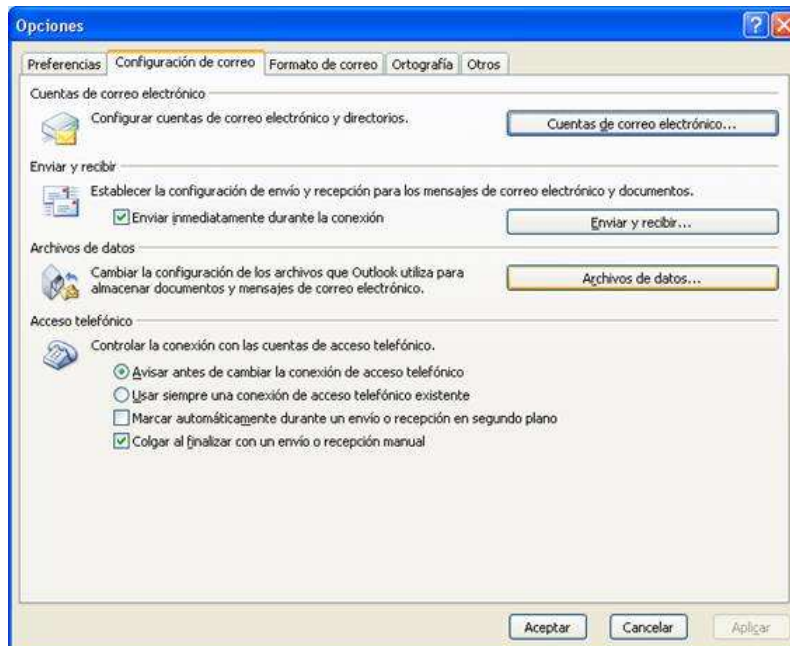 Opciones
Preferencias Configuración de correo Formato de correo Ortografía Otros
Cuentas de correo electrónico
Configurar cuentas de correo electrónico y directorios.
Cuentas de correo electrónico...
Enviar y recibir
Establecer la configuración de envío y recepción para los mensajes de correo electrónico y documentos.
Enviar inmediatamente durante la conexión
Enviar y recibir...
Archivos de datos
Cambiar la configuración de los archivos que Outlook utiliza para
almacenar documentos y mensajes de correo electrónico.
Archivos de datos...
Acceso telefónico
Controlar la conexión con las cuentas de acceso telefónico.
Avisar antes de cambiar la conexión de acceso telefónico
Usar siempre una conexión de acceso telefónico existente
Marcar automáticamente durante un envío o recepción en segundo plano
Colgar al finalizar con un envío o recepción manual
Aceptar Cancelar Aplicar